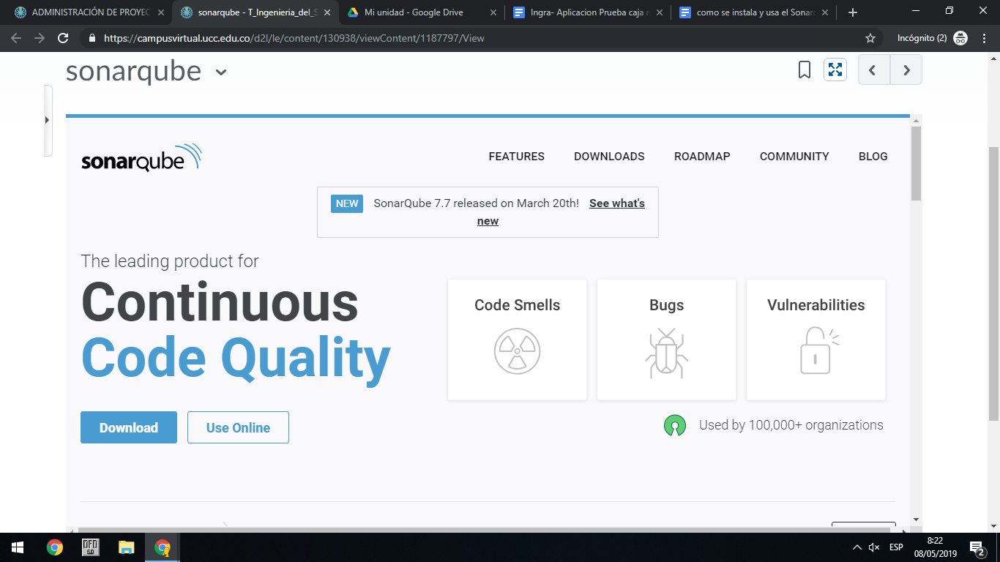 ADMINISTRACIÓN DE PROYEC
sonarqube - T_Ingenieria_del_S
Mi unidad - Google Drive
Ingra- Aplicacion Prueba caja n
como se instala y usa el Sonarc
https://campusvirtual.ucc.edu.co/d2l/le/content/130938/viewContent/1187797/View
Incógnito (2)
sonarqube
sonarqube
FEATURES
DOWNLOADS
ROADMAP
COMMUNITY
BLOG
NEW SonarQube 7.7 released on March 20th! See what's
new
The leading product for
Continuous
Code Quality
Code Smells
Bugs
Vulnerabilities
Download
Use Online
Used by 100,000+ organizations
DFD
ESP
8:22
08/05/2019
2